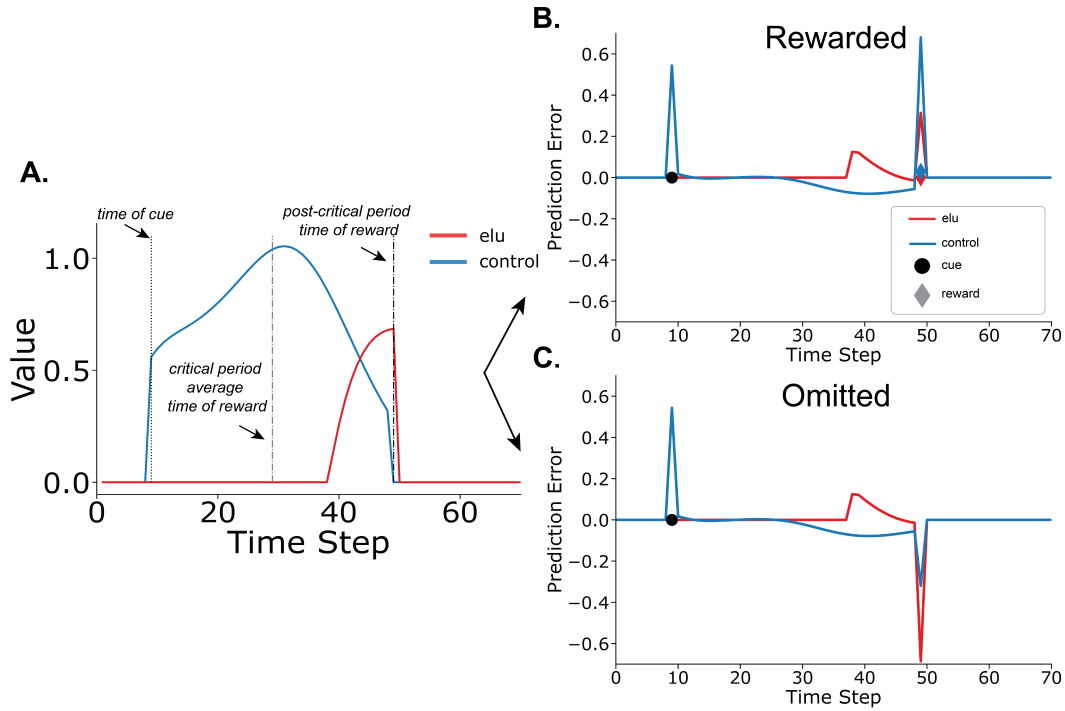 A.
time of cue
post-critical period
time of reward
elu
control
critical period
average
time of reward
Value
1.0
0.5
0.0
0
20
40
60
Time Step
B.
Rewarded
Prediction Error
0.6
0.4
0.2
0.0
−0.2
−0.4
−0.6
elu
control
cue
reward
0
10
20
30
40
50
60
70
Time Step
C.
Omitted
Prediction Error
0.6
0.4
0.2
0.0
−0.2
−0.4
−0.6
0
10
20
30
40
50
60
70
Time Step